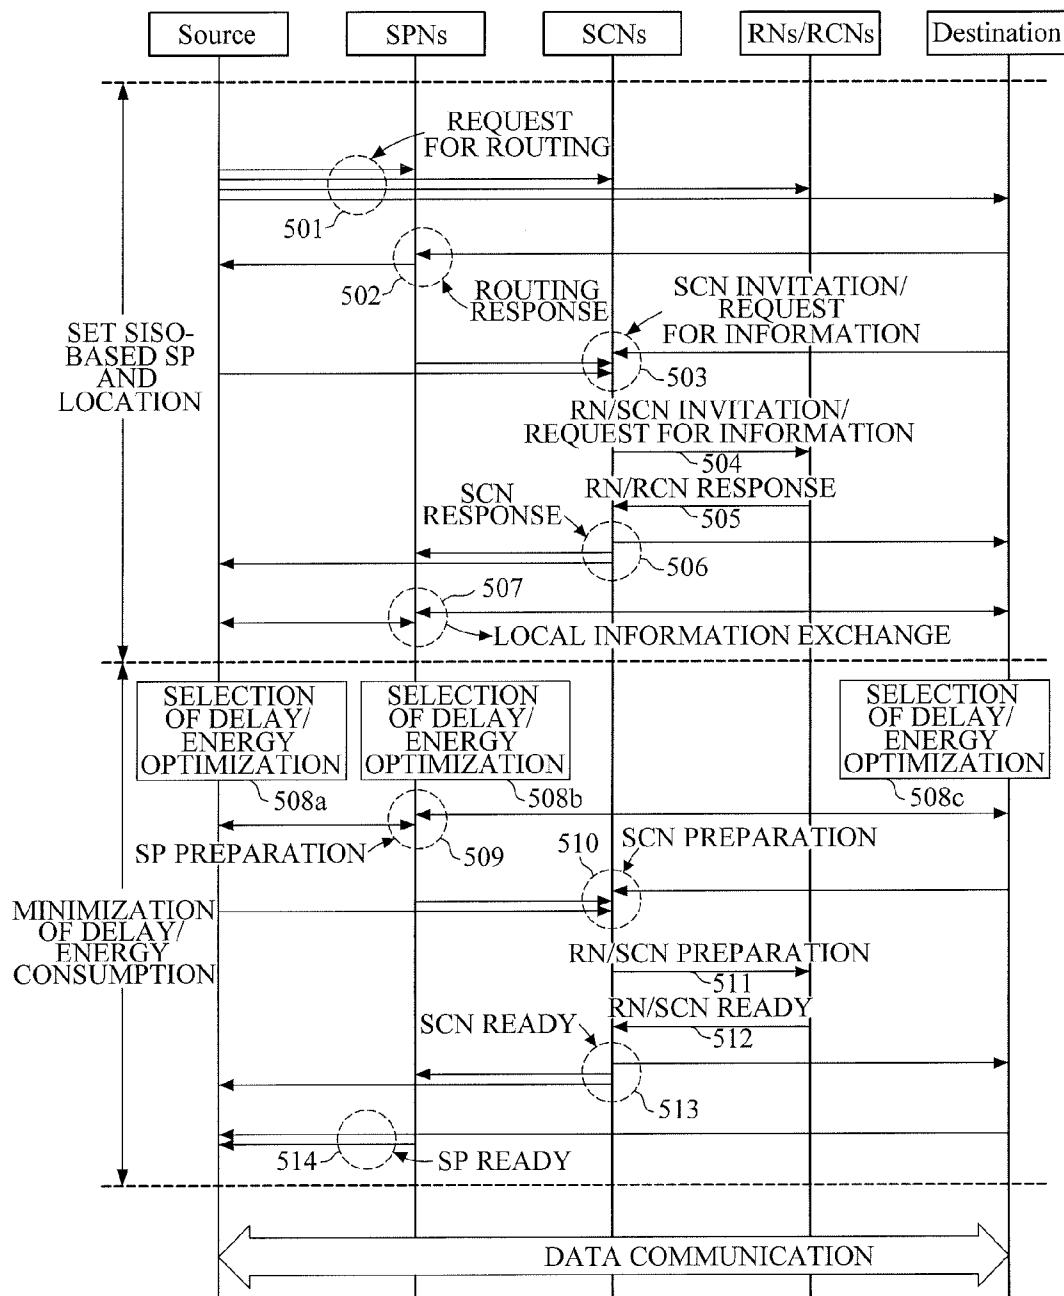 Source
SPNs
SCNs
RNs/RCNs
Destination
REQUEST
FOR ROUTING
501
502
ROUTING
RESPONSE
SCN INVITATION/
REQUEST
FOR INFORMATION
503
SET SISO-
BASED SP
AND
LOCATION
RN/SCN INVITATION/
REQUEST FOR INFORMATION
504
RN/RCN RESPONSE
505
SCN
RESPONSE
506
507
LOCAL INFORMATION EXCHANGE
SELECTION
OF DELAY/
ENERGY
OPTIMIZATION
508a
SELECTION
OF DELAY/
ENERGY
OPTIMIZATION
508b
SELECTION
OF DELAY/
ENERGY
OPTIMIZATION
508c
SP PREPARATION
509
510
SCN PREPARATION
MINIMIZATION
OF DELAY/
ENERGY
CONSUMPTION
RN/SCN PREPARATION
511
RN/SCN READY
512
SCN READY
513
514
SP READY
DATA COMMUNICATION